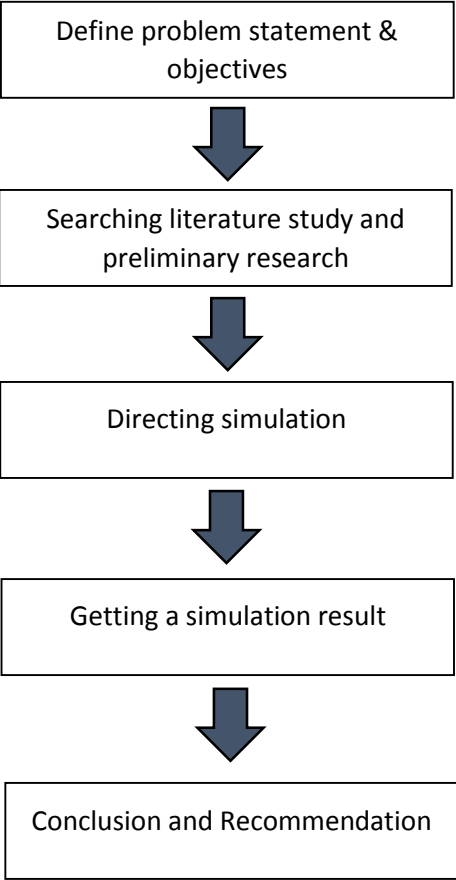 Define problem statement &
objectives
Searching literature study and
preliminary research
Directing simulation
Getting a simulation result
Conclusion and Recommendation